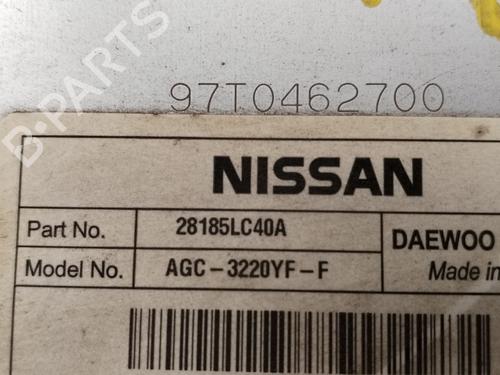 97T0462700
B-PARTS
NISSAN
Part No. 28185LC40A DAEWOO
Model No. AGC-3220YF-F Made in